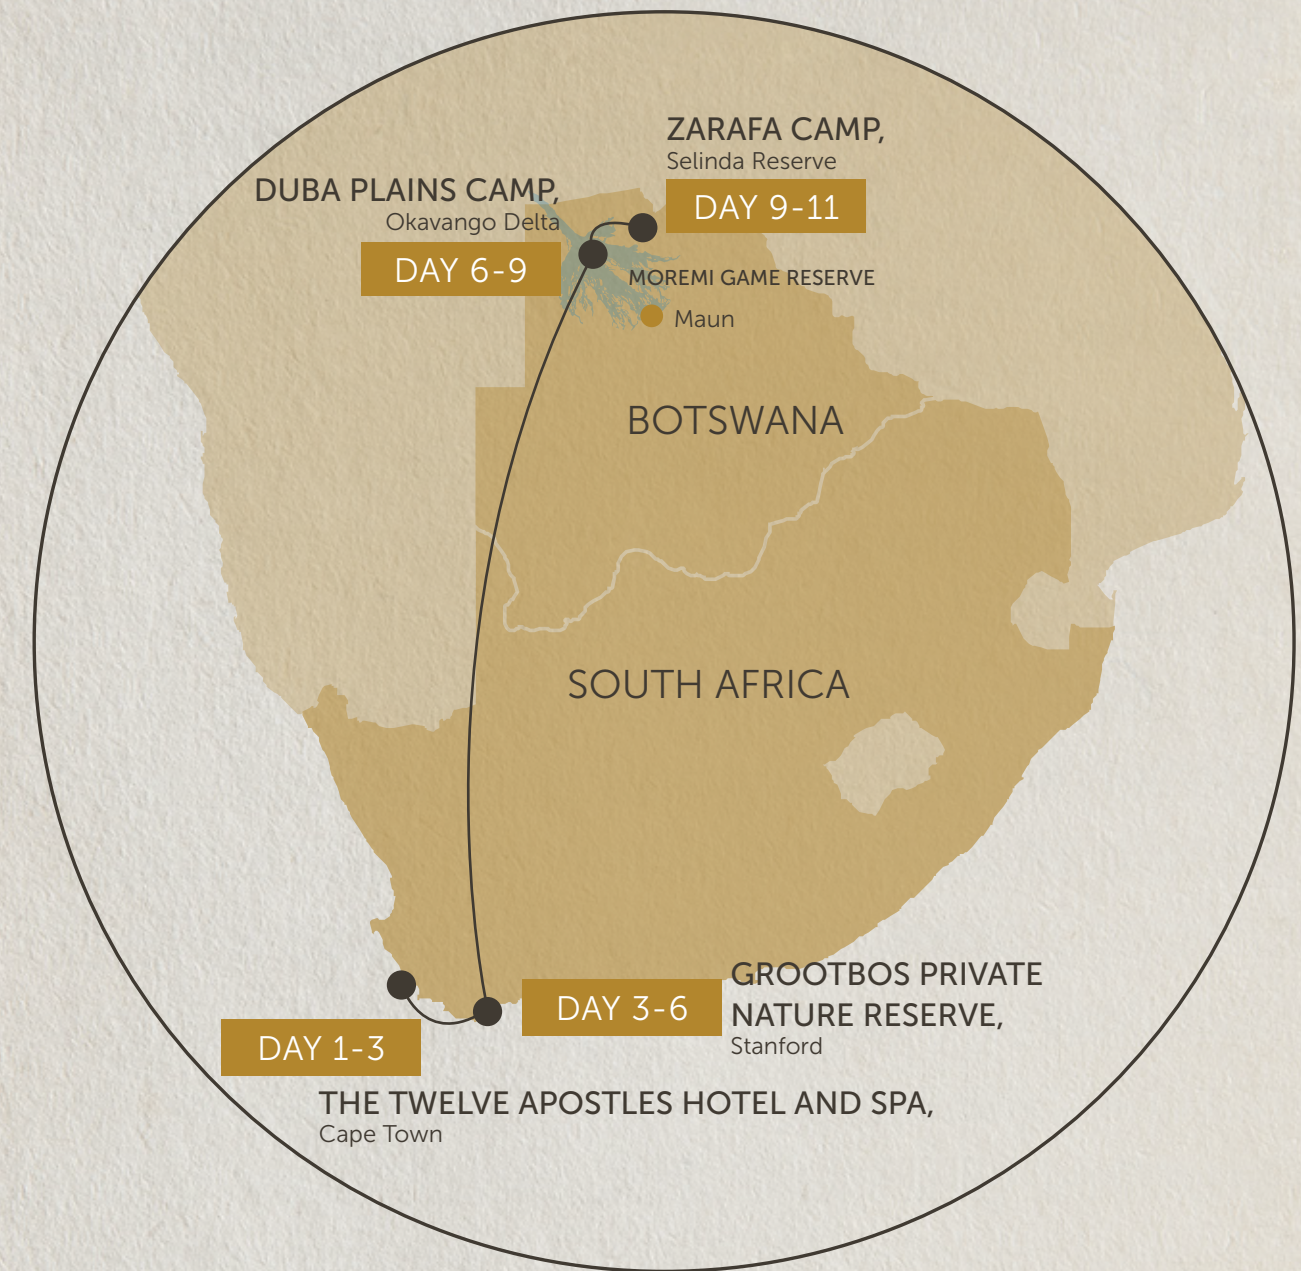 ZARAFA CAMP,
Selinda Reserve
DAY 9-11
DUBA PLAINS CAMP,
Okavango Delta
DAY 6-9
MOREMI GAME RESERVE
Maun
BOTSWANA
SOUTH AFRICA
GROOTBOS PRIVATE
NATURE RESERVE,
Stanford
DAY 3-6
DAY 1-3
THE TWELVE APOSTLES HOTEL AND SPA,
Cape Town